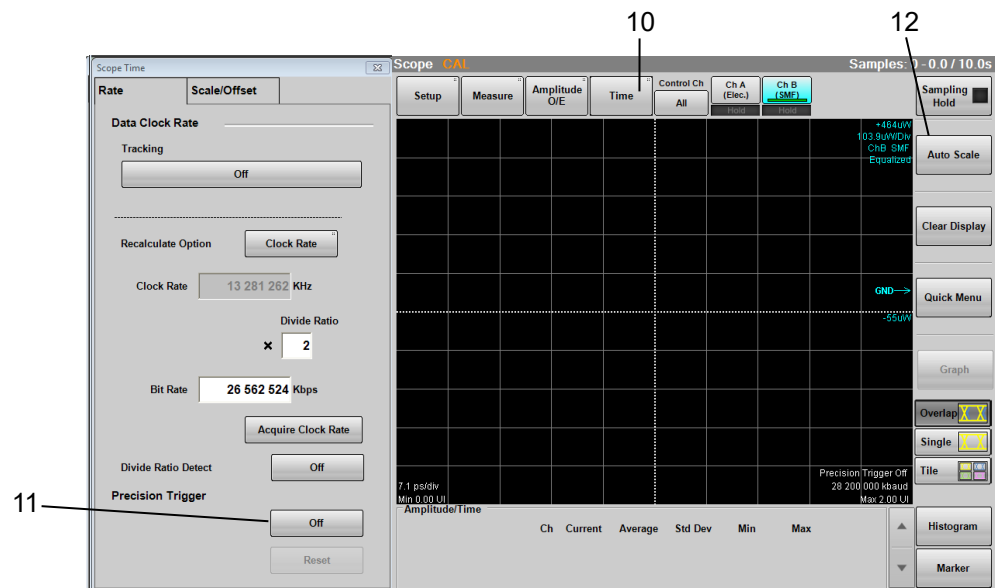 10
12
Scope Time
Rate
Scale/Offset
Data Clock Rate
Tracking
Off
Recalculate Option
Clock Rate
Clock Rate
13 281 262
KHz
Divide Ratio
×
2
Bit Rate
26 562 524
Kbps
Acquire Clock Rate
Divide Ratio Detect
Off
Precision Trigger
11
Off
Reset
Scope CAL
Samples: 0 - 0.0 / 10.0s
Setup
Measure
Amplitude
O/E
Time
Control Ch
All
Ch A
(Elec.)
Hold
Ch B
(SMF)
Hold
Sampling
Hold
+464uW
103.9uW/Div
ChB SMF
Equalized
GND
-55uW
Precision Trigger Off
7.1 ps/div
28 200 000 kbaud
Min 0.00 UI
Max 2.00 UI
Auto Scale
Clear Display
Quick Menu
Graph
Overlap
Single
Tile
Amplitude/Time
Ch Current Average Std Dev Min Max
Histogram
Marker